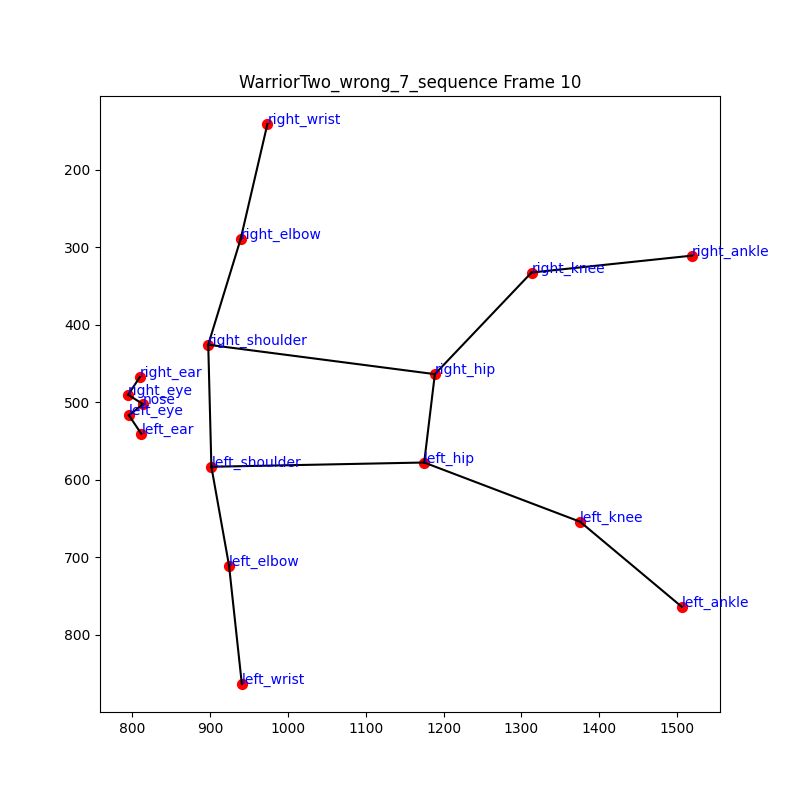 WarriorTwo_wrong_7_sequence Frame 10
right_wrist
right_elbow
right_ankle
right_knee
right_shoulder
right_hip
right_ear
right_eye
nose
left_eye
left_ear
left_shoulder
left_hip
left_knee
left_elbow
left_ankle
left_wrist
200
300
400
500
600
700
800
800 900 1000 1100 1200 1300 1400 1500